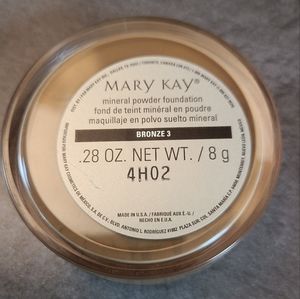 MARY KAY®
mineral powder foundation
fond de teint minéral en poudre
maquillaje en polvo suelto mineral
BRONZE 3
.28 OZ. NET WT. / 8 g
4H02
MADE IN U.S.A. / FABRIQUÉ AUX É.-U. /
HECHO EN E.U.A.